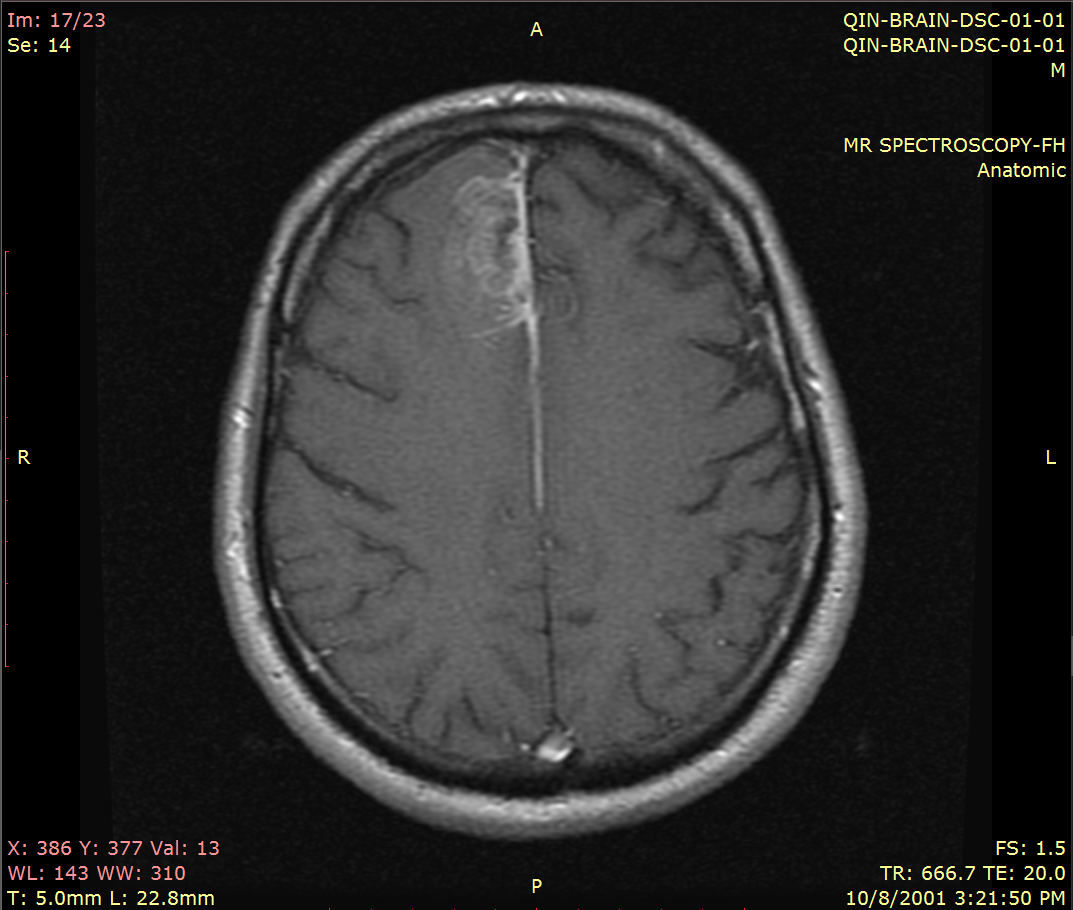 Im: 17/23
Se: 14
A
QIN-BRAIN-DSC-01-01
QIN-BRAIN-DSC-01-01
M
MR SPECTROSCOPY-FH
Anatomic
R
L
X: 386 Y: 377 Val: 13
WL: 143 WW: 310
T: 5.0mm L: 22.8mm
P
FS: 1.5
TR: 666.7 TE: 20.0
10/8/2001 3:21:50 PM